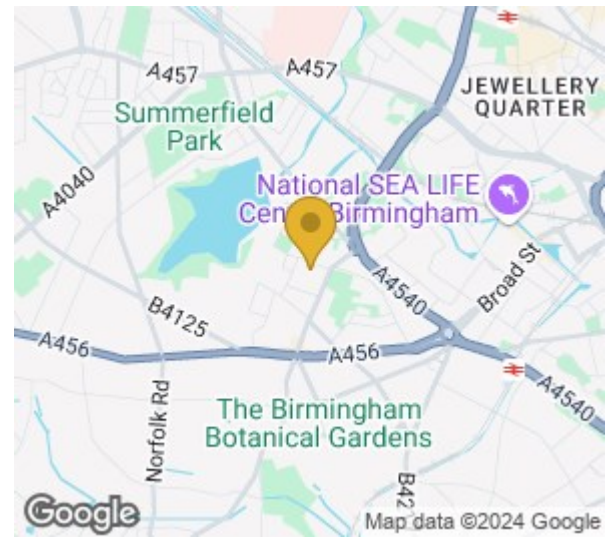 A457
A457
JEWELLERY
QUARTER
Summerfield
Park
A4040
National SEA LIFE
Birmingham
Broad St
A4540
B4125
A456
A456
A4540
Norfolk Rd
The Birmingham
Botanical Gardens
B42
Google
Map data ©2024 Google